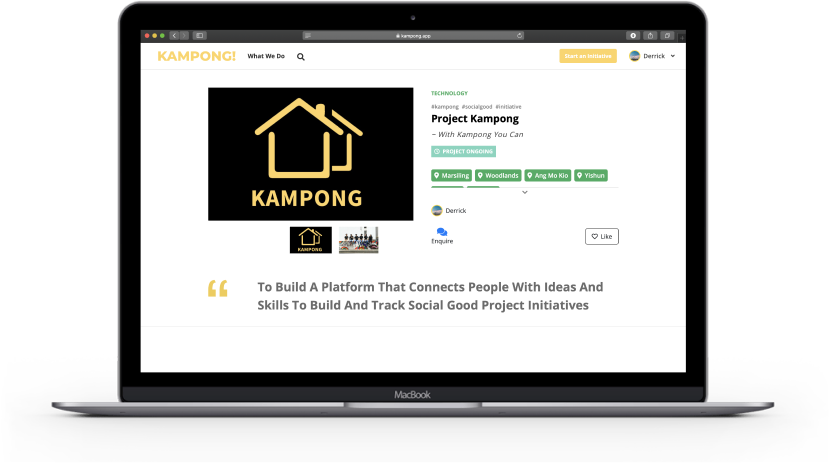 kampong.app
KAMPONG!
What We Do
Start an Initiative
Derrick
TECHNOLOGY
#kampong #socialgood #initiative
Project Kampong
~ With Kampong You Can
PROJECT ONGOING
Marsiling
Woodlands
Ang Mo Kio
Yishun
KAMPONG
Derrick
KAMPONG
Enquire
Like
“ To Build A Platform That Connects People With Ideas And
Skills To Build And Track Social Good Project Initiatives
MacBook